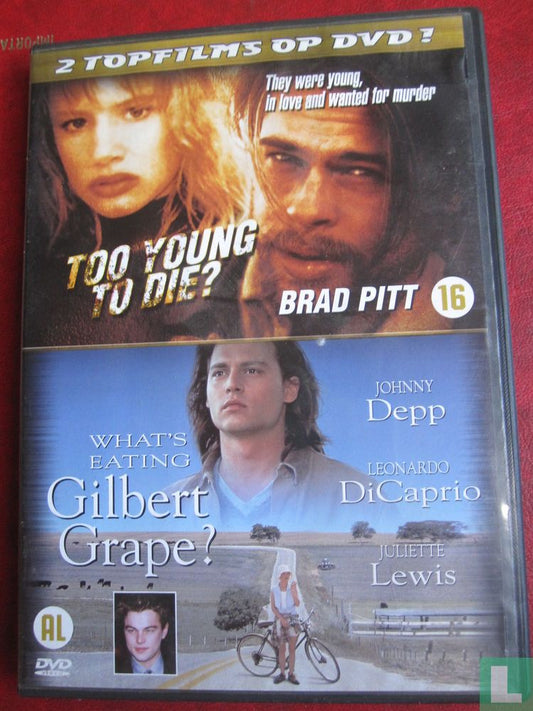 2 TOPFILMS OP DVD!
They were young,
in love and wanted for murder
TOO YOUNG
TO DIE?
BRAD PITT 16
JOHNNY
Depp
WHAT'S
EATING
Gilbert
Grape?
LEONARDO
DiCaprio
JULIETTE
Lewis
AL
DVD
L